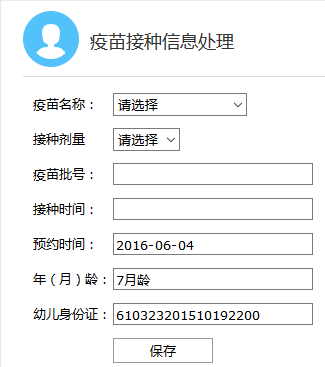 疫苗接种信息处理
疫苗名称： 请选择
接种剂量 请选择
疫苗批号：
接种时间：
预约时间： 2016-06-04
年（月）龄： 7月龄
幼儿身份证： 610323201510192200
保存